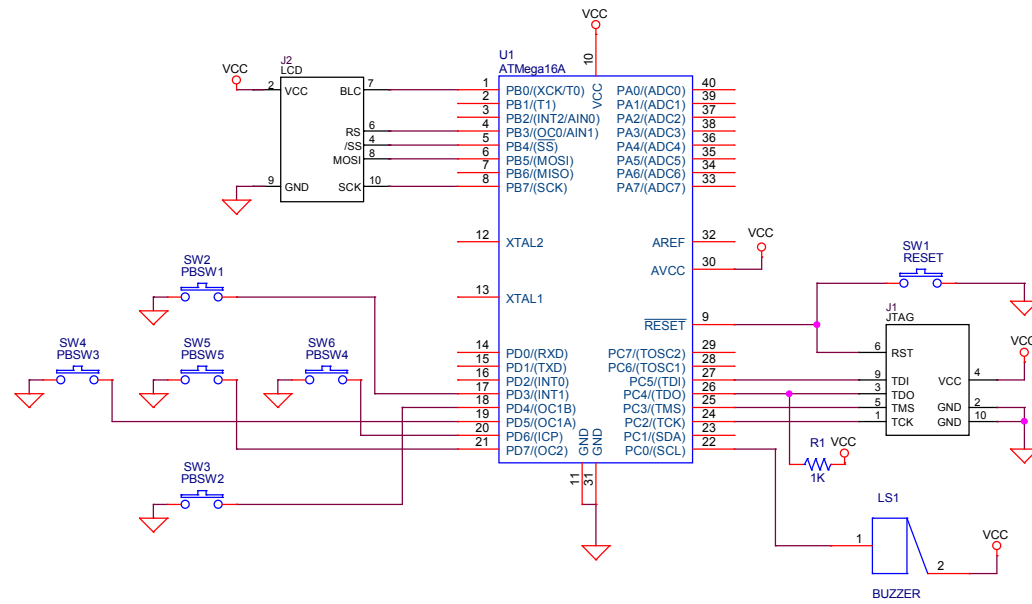 VCC
U1
ATMega16A
10
VCC
J2
LCD
VCC
2 VCC
BLC 7
RS 6
/SS 4
MOSI 8
9 GND
SCK 10
1 PB0/(XCK/T0)
2 PB1/(T1)
3 PB2/(INT2/AIN0)
4 PB3/(OC0/AIN1)
5 PB4/(SS)
6 PB5/(MOSI)
7 PB6/(MISO)
8 PB7/(SCK)
12 XTAL2
13 XTAL1
14 PD0/(RXD)
15 PD1/(TXD)
16 PD2/(INT0)
17 PD3/(INT1)
18 PD4/(OC1B)
19 PD5/(OC1A)
20 PD6/(ICP)
21 PD7/(OC2)
PA0/(ADC0) 40
PA1/(ADC1) 39
PA2/(ADC2) 37
PA3/(ADC3) 38
PA4/(ADC4) 36
PA5/(ADC5) 35
PA6/(ADC6) 34
PA7/(ADC7) 33
AREF 32
AVCC 30
VCC
RESET 9
PC7/(TOSC2) 29
PC6/(TOSC1) 28
PC5/(TDI) 27
PC4/(TDO) 26
PC3/(TMS) 25
PC2/(TCK) 24
PC1/(SDA) 23
PC0/(SCL) 22
GND 11
GND 31
SW2
PBSW1
SW4
PBSW3
SW5
PBSW5
SW6
PBSW4
SW3
PBSW2
SW1
RESET
J1
JTAG
6 RST
9 TDI
3 TDO
5 TMS
1 TCK
VCC 4
GND 2
GND 10
VCC
R1
VCC
1K
LS1
1
2
VCC
BUZZER